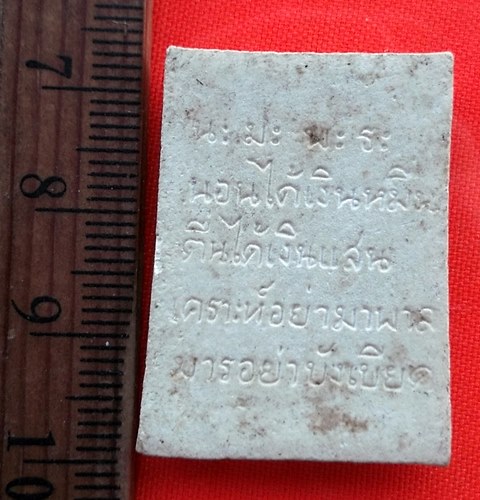 7
8
9
10
นะ มะ พะ ธะ
นอนได้เงินหมื่น
ตื่นได้เงินแสน
เคราะห์อย่ามาพาล
มารอย่าบังเบียด